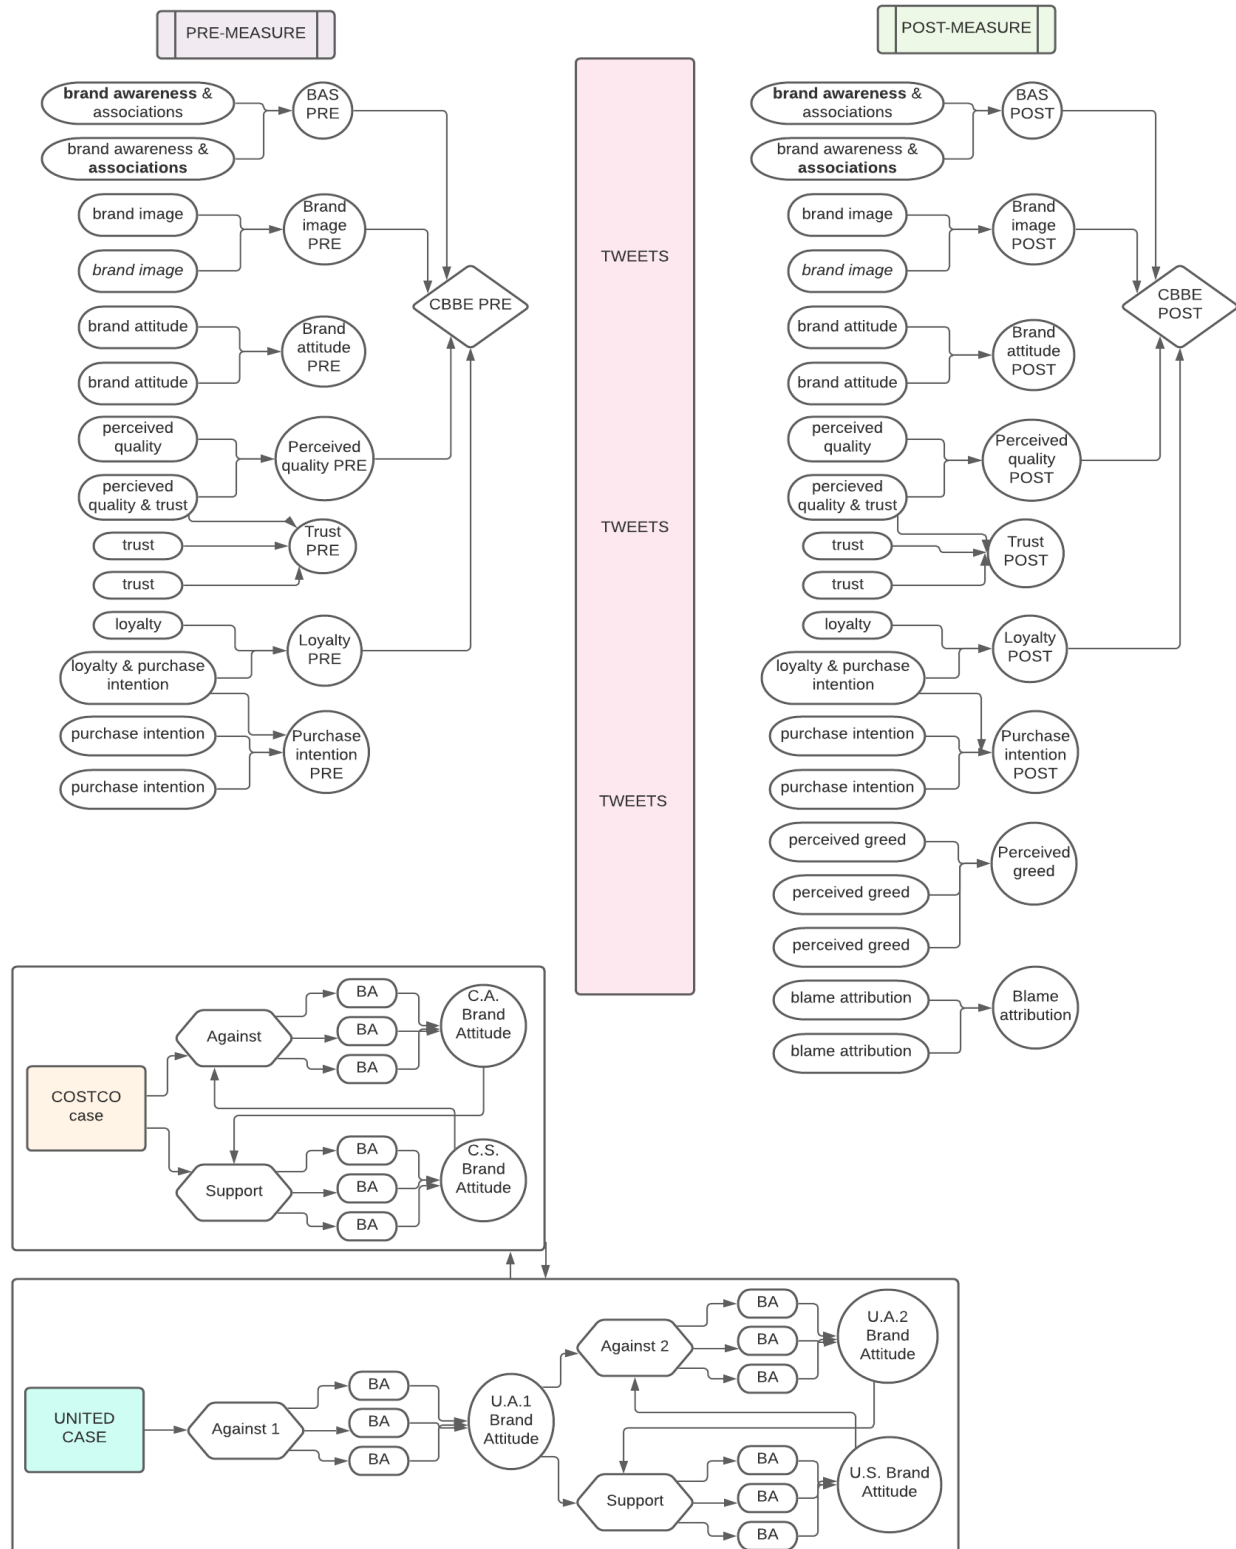 PRE-MEASURE
brand awareness &
associations
BAS
PRE
brand awareness &
associations
brand image
Brand
image
PRE
brand image
CBBE PRE
brand attitude
Brand
attitude
PRE
brand attitude
perceived
quality
Perceived
quality PRE
percieved
quality & trust
Trust
PRE
trust
trust
loyalty
Loyalty
PRE
loyalty & purchase
intention
purchase intention
Purchase
intention
PRE
purchase intention
TWEETS
TWEETS
TWEETS
POST-MEASURE
brand awareness &
associations
BAS
POST
brand awareness &
associations
brand image
Brand
image
POST
brand image
CBBE
POST
brand attitude
Brand
attitude
POST
brand attitude
perceived
quality
Perceived
quality
POST
percieved
quality & trust
Trust
POST
trust
trust
loyalty
Loyalty
POST
loyalty & purchase
intention
purchase intention
Purchase
intention
POST
purchase intention
perceived greed
Perceived
greed
perceived greed
perceived greed
blame attribution
Blame
attribution
blame attribution
COSTCO
case
Against
BA
BA
BA
C.A.
Brand
Attitude
Support
BA
BA
BA
C.S.
Brand
Attitude
UNITED
CASE
Against 1
BA
BA
BA
U.A.1
Brand
Attitude
Against 2
BA
BA
BA
U.A.2
Brand
Attitude
Support
BA
BA
BA
U.S. Brand
Attitude